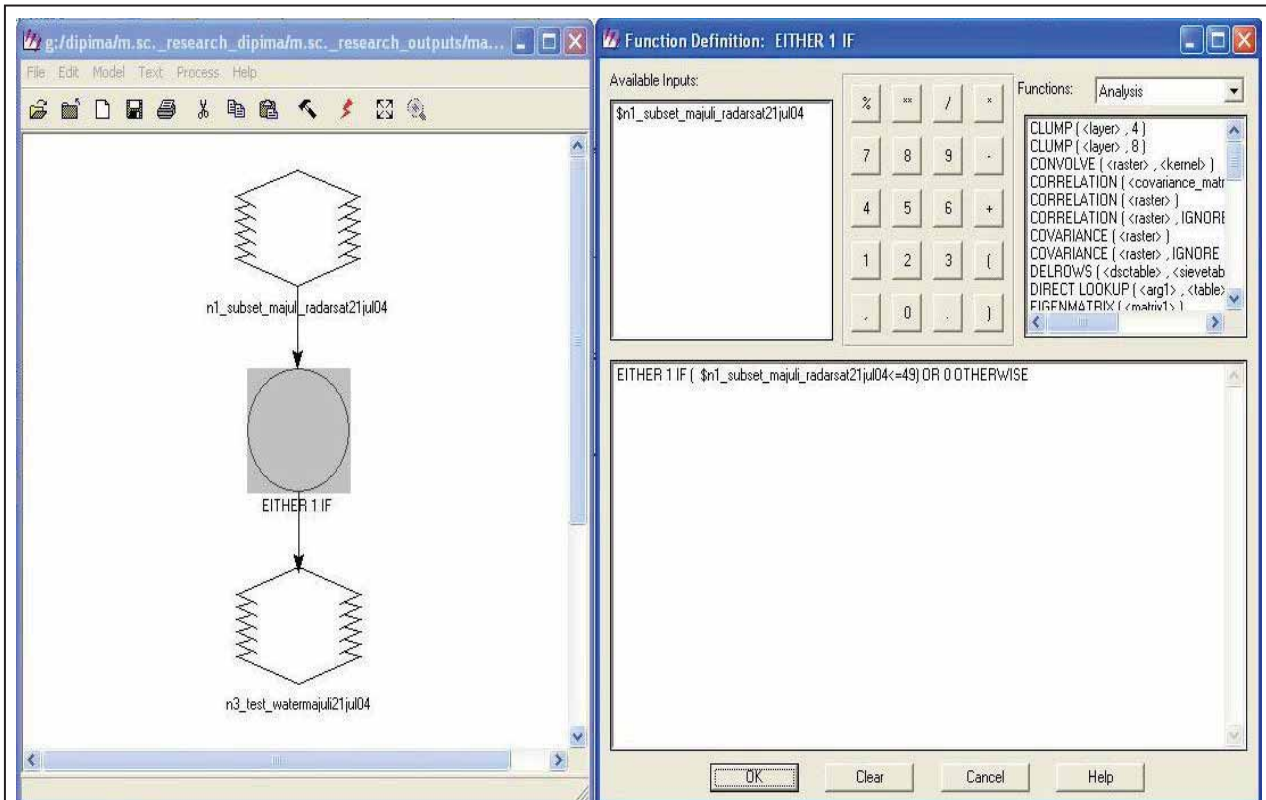 g:/dipima/m.sc._research_dipima/m.sc._research_outputs/ma...
File Edit Model Text Process Help
n1_subset_majuli_radarsat21jul04
EITHER 1 IF
n3_test_watermajuli21jul04
Function Definition: EITHER 1 IF
Available Inputs:
$n1_subset_majuli_radarsat21jul04
% ** / *
7 8 9 -
4 5 6 +
1 2 3 (
, 0 . )
Functions: Analysis
CLUMP ( <layer> , 4 )
CLUMP ( <layer> , 8 )
CONVOLVE ( <raster> , <kernel> )
CORRELATION ( <covariance_matr
CORRELATION ( <raster> )
CORRELATION ( <raster> , IGNORE
COVARIANCE ( <raster> )
COVARIANCE ( <raster> , IGNORE
DELROWS ( <dsctable> , <sievetab
DIRECT LOOKUP ( <arg1> , <table>
EIGENMATRIX ( <matrix1> )
EITHER 1 IF ( $n1_subset_majuli_radarsat21jul04<=49) OR 0 OTHERWISE
OK Clear Cancel Help